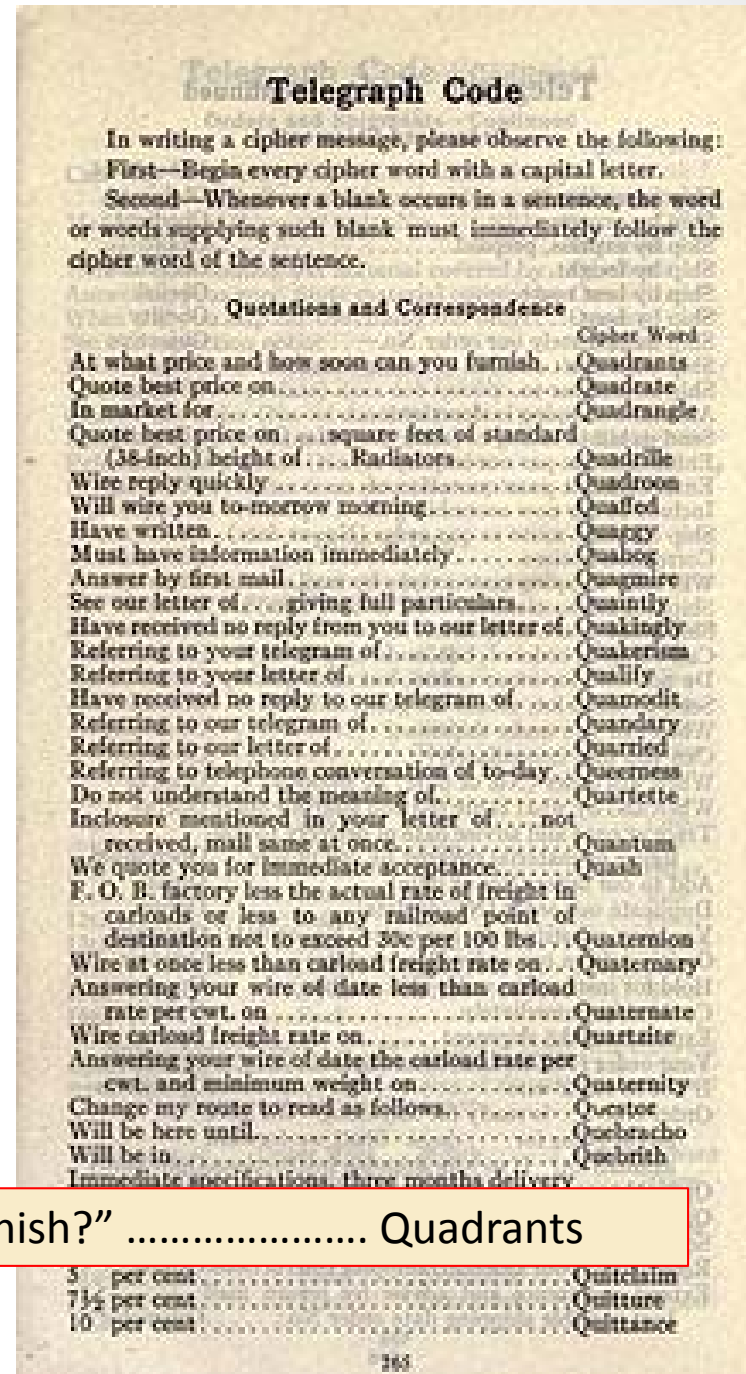 Telegraph Code
In writing a cipher message, please observe the following:
First—Begin every cipher word with a capital letter.
Second—Whenever a blank occurs in a sentence, the word
or words supplying such blank must immediately follow the
cipher word of the sentence.
Quotations and Correspondence
Cipher Word
At what price and how soon can you furnish...Quadrants
Quote best price on..............................Quadrate
In market for....................................Quadrangle
Quote best price on....square feet of standard
(38-inch) height of....Radiators..........Quadrille
Wire reply quickly..............................Quadroon
Will wire you to-morrow morning..............Quaffed
Have written....................................Quaggy
Must have information immediately..........Quahog
Answer by first mail............................Quagmire
See our letter of....giving full particulars.....Quaintly
Have received no reply from you to our letter of.Quakingly
Referring to your telegram of..................Quakerism
Referring to your letter of.....................Qualify
Have received no reply to our telegram of.....Quamodit
Referring to our telegram of...................Quandary
Referring to our letter of......................Quarried
Referring to telephone conversation of to-day..Queerness
Do not understand the meaning of............Quartette
Inclosure mentioned in your letter of....not
received, mail same at once..............Quantum
We quote you for immediate acceptance.......Quash
F. O. B. factory less the actual rate of freight in
carloads or less to any railroad point of
destination not to exceed 30c per 100 lbs...Quaternion
Wire at once less than carload freight rate on...Quaternary
Answering your wire of date less than carload
rate per cwt. on..........................Quaternate
Wire carload freight rate on...................Quartzite
Answering your wire of date the carload rate per
cwt. and minimum weight on.............Quaternity
Change my route to read as follows............Questor
Will be here until...............................Quebracho
Will be in.......................................Quebrith
Immediate specifications, three months delivery
nish?” ………………….. Quadrants
5 per cent......................................Quitclaim
7½ per cent....................................Quitture
10 per cent.....................................Quittance